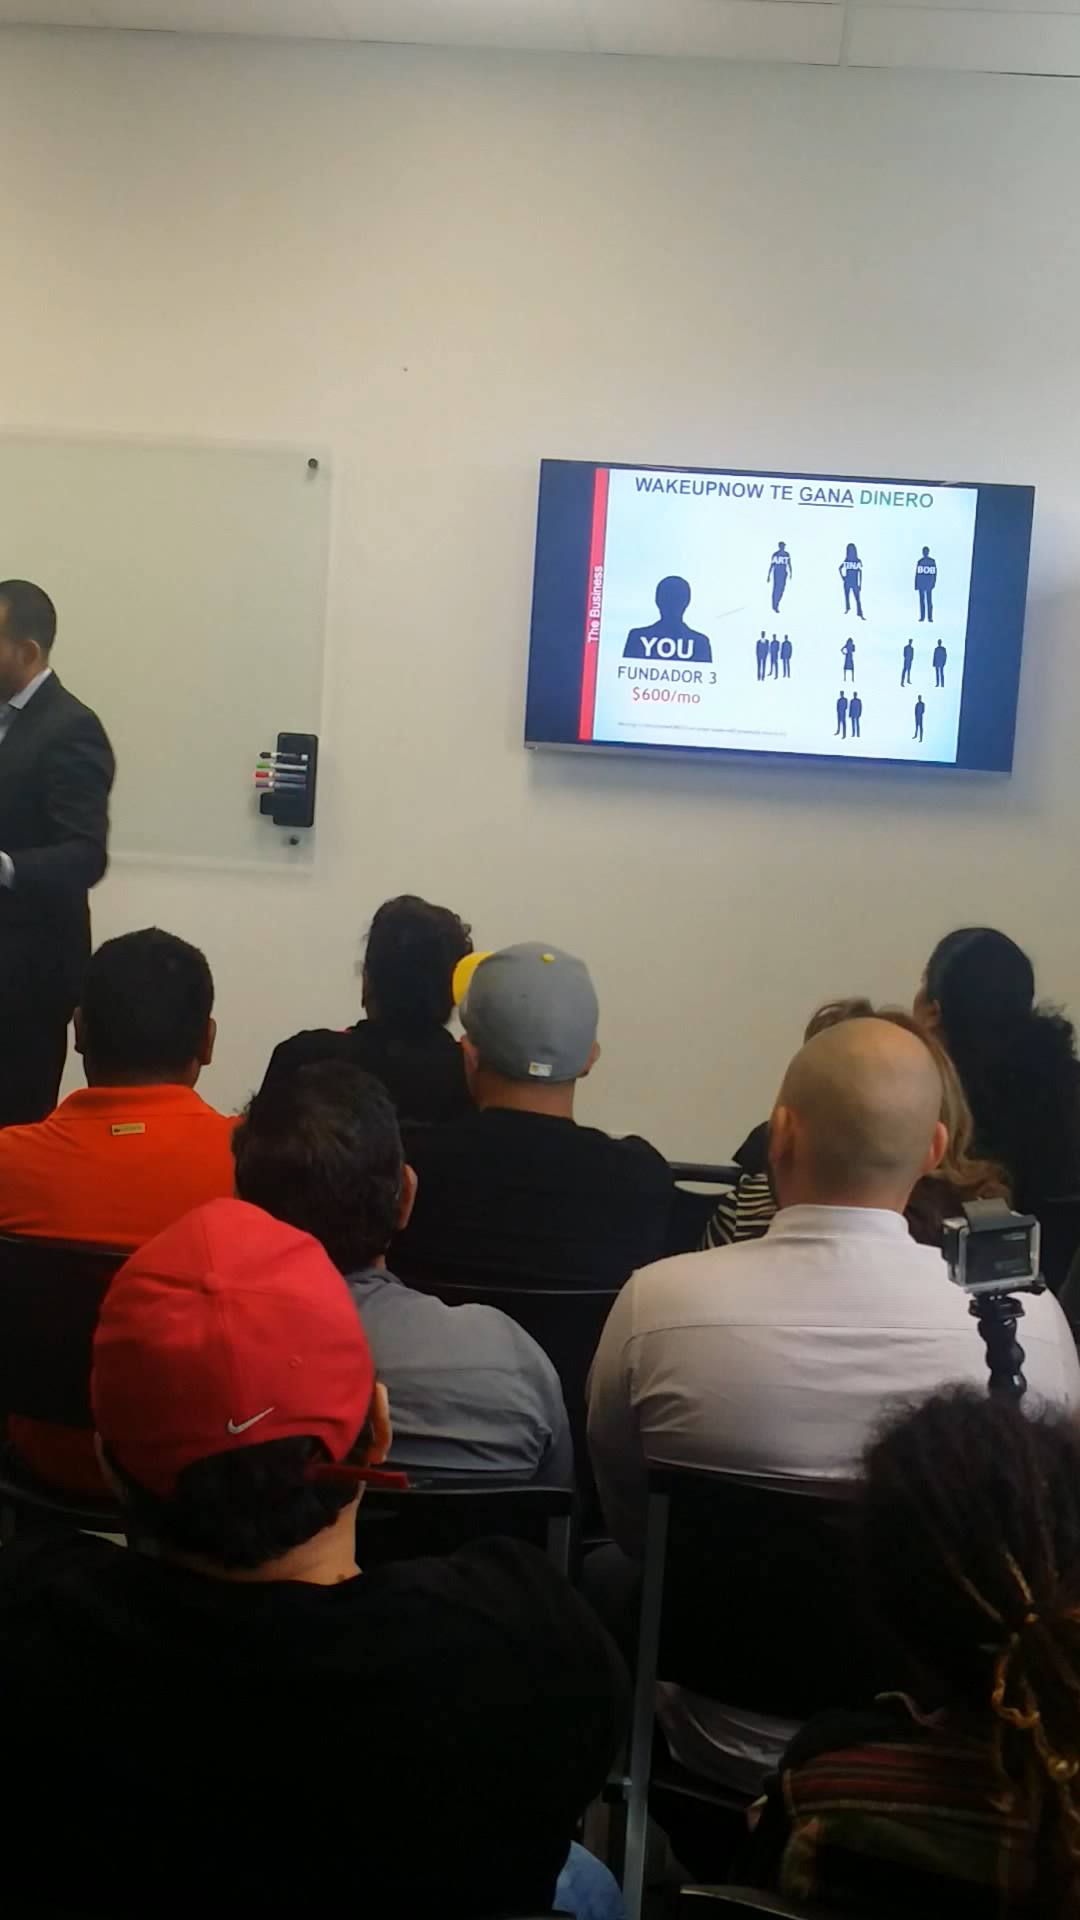 WAKEUPNOW TE GANA DINERO
The Business
ART
TINA
BOB
YOU
FUNDADOR 3
$600/mo